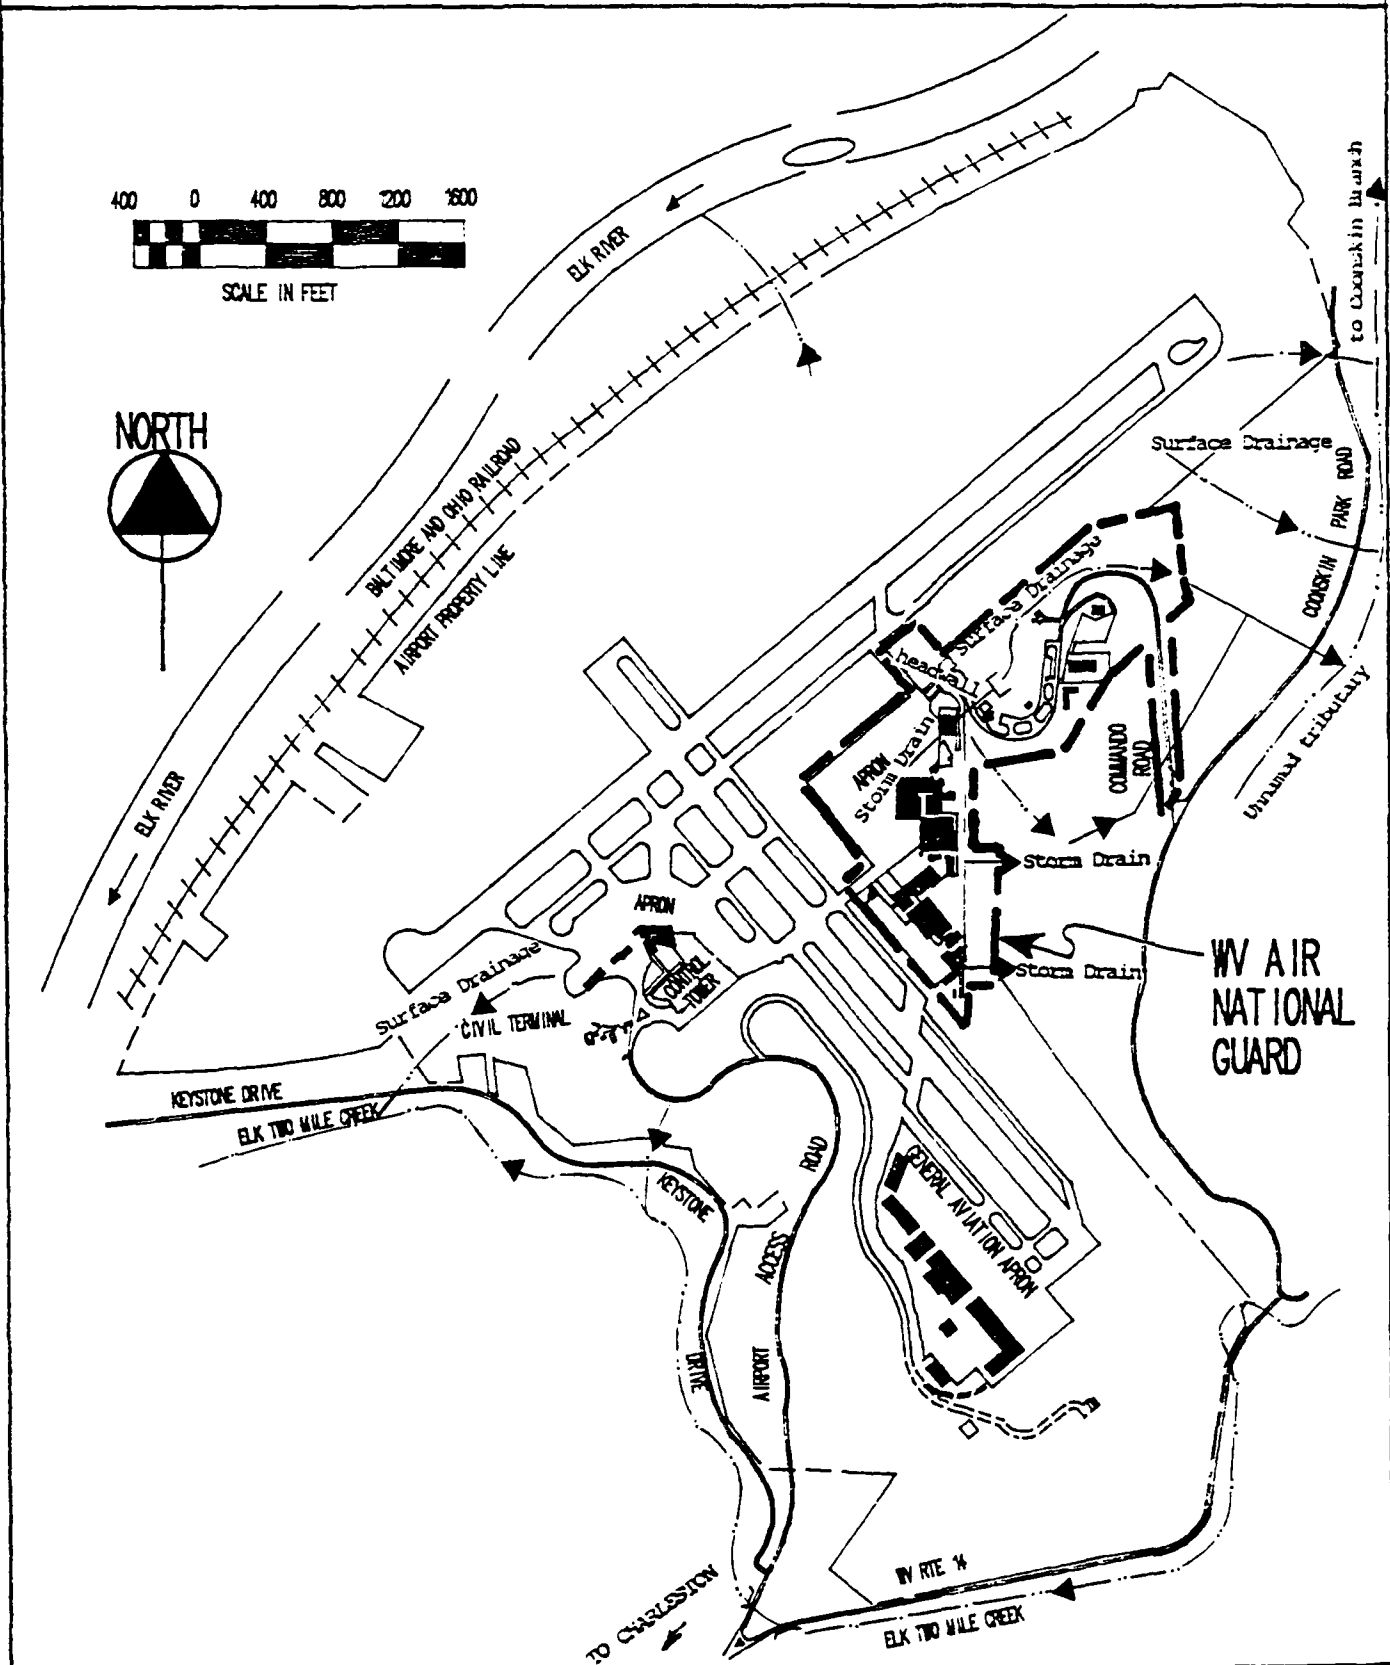 400 0 400 800 1200 1600
SCALE IN FEET
NORTH
ELK RIVER
to Coonskin Branch
BALTIMORE AND OHIO RAILROAD
AIRPORT PROPERTY LINE
Surface Drainage
COONSKIN PARK ROAD
Surface Drainage
headwall
Unnamed tributary
APRON
Storm Drain
COMMANDO
ROAD
ELK RIVER
Storm Drain
APRON
WV AIR
NATIONAL
GUARD
Storm Drain
Surface Drainage
CONTROL
TOWER
CIVIL TERMINAL
KEYSTONE DRIVE
ELK TWO MILE CREEK
KEYSTONE
DRIVE
AIRPORT
ACCESS
ROAD
GENERAL AVIATION APRON
WV RTE 14
ELK TWO MILE CREEK
TO CHARLESTON